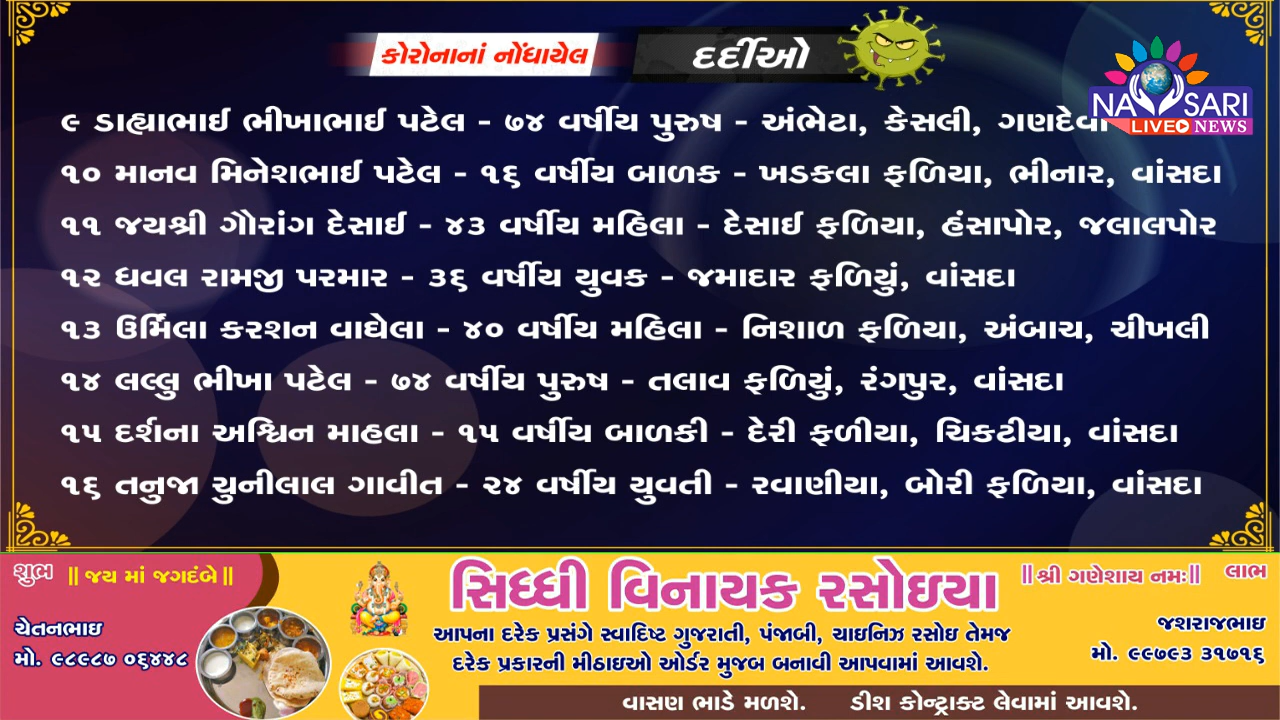 કોરોનાનાં નોંધાયેલ દર્દીઓ
NAVSARI
LIVE NEWS
૯ ડાહ્યાભાઈ ભીખાભાઈ પટેલ - ૭૪ વર્ષીય પુરુષ - અંભેટા, કેસલી, ગણદેવી
૧૦ માનવ મિનેશભાઈ પટેલ - ૧૬ વર્ષીય બાળક - ખડકલા ફળિયા, ભીનાર, વાંસદા
૧૧ જયશ્રી ગૌરાંગ દેસાઈ - ૪૩ વર્ષીય મહિલા - દેસાઈ ફળિયા, હંસાપોર, જલાલપોર
૧૨ ધવલ રામજી પરમાર - ૩૬ વર્ષીય યુવક - જમાદાર ફળિયું, વાંસદા
૧૩ ઉર્મિલા કરશન વાઘેલા - ૪૦ વર્ષીય મહિલા - નિશાળ ફળિયા, અંબાચ, ચીખલી
૧૪ લલ્લુ ભીખા પટેલ - ૭૪ વર્ષીય પુરુષ - તલાવ ફળિયું, રંગપુર, વાંસદા
૧૫ દર્શના અશ્વિન માહલા - ૧૫ વર્ષીય બાળકી - દેરી ફળીયા, ચિકટીયા, વાંસદા
૧૬ તનુજા ચુનીલાલ ગાવીત - ૨૪ વર્ષીય યુવતી - રવાણીયા, બોરી ફળિયા, વાંસદા
શુભ || જય માં જગદંબે ||
ચેતનભાઇ
મો. ૯૮૯૮૭ ૦૬૪૪૮
સિધ્ધી વિનાયક રસોઇયા
આપના દરેક પ્રસંગે સ્વાદિષ્ટ ગુજરાતી, પંજાબી, ચાઇનિઝ રસોઇ તેમજ
દરેક પ્રકારની મીઠાઇઓ ઓર્ડર મુજબ બનાવી આપવામાં આવશે.
વાસણ ભાડે મળશે. ડીશ કોન્ટ્રાક્ટ લેવામાં આવશે.
|| શ્રી ગણેશાય નમઃ || લાભ
જશરાજભાઇ
મો. ૯૯૭૯૩ ૩૧૭૧૬